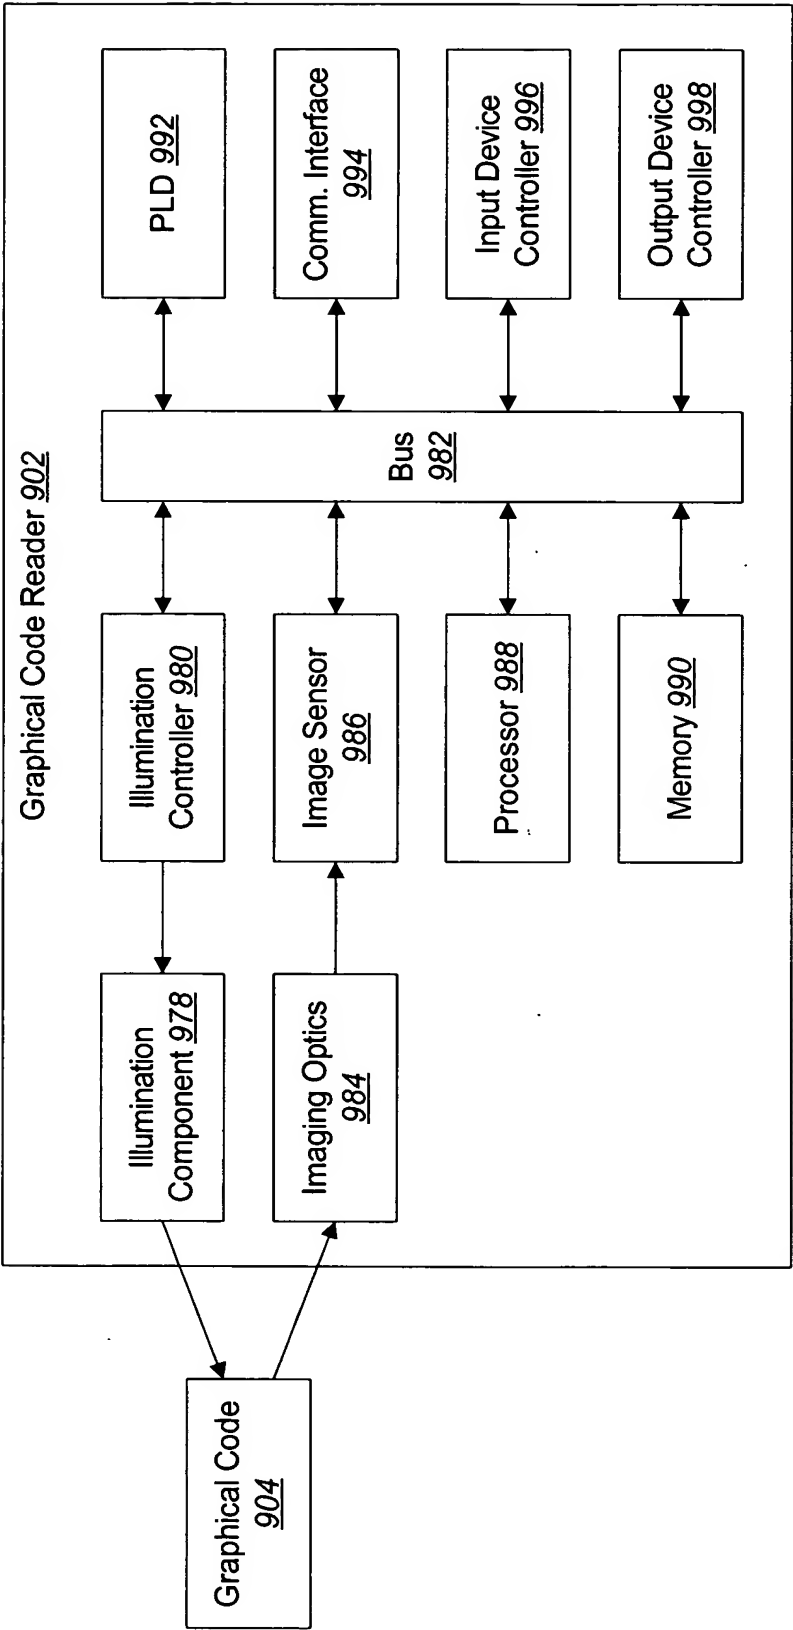 Graphical Code Reader 902
Graphical Code
904
Illumination
Component 978
Illumination
Controller 980
PLD 992
Imaging Optics
984
Image Sensor
986
Bus
982
Comm. Interface
994
Processor 988
Input Device
Controller 996
Memory 990
Output Device
Controller 998